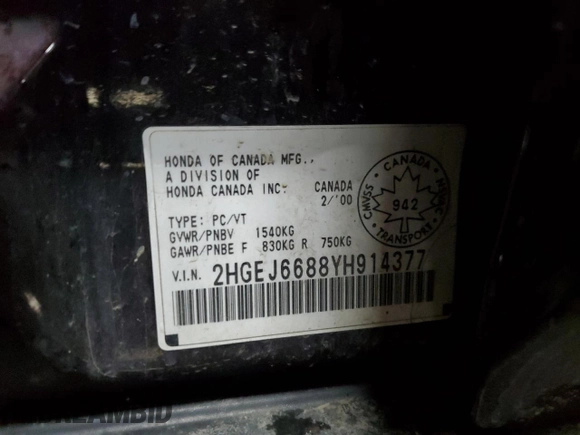 HONDA OF CANADA MFG.,
A DIVISION OF
HONDA CANADA INC-
CANADA
2/'00
TYPE: PC/VT
GVWR/PNBV 1540KG
GAWR/PNBE F 830KG R 750KG
V.I.N. 2HGEJ6688YH914377
CANADA
CMVSS
942
TRANSPORT